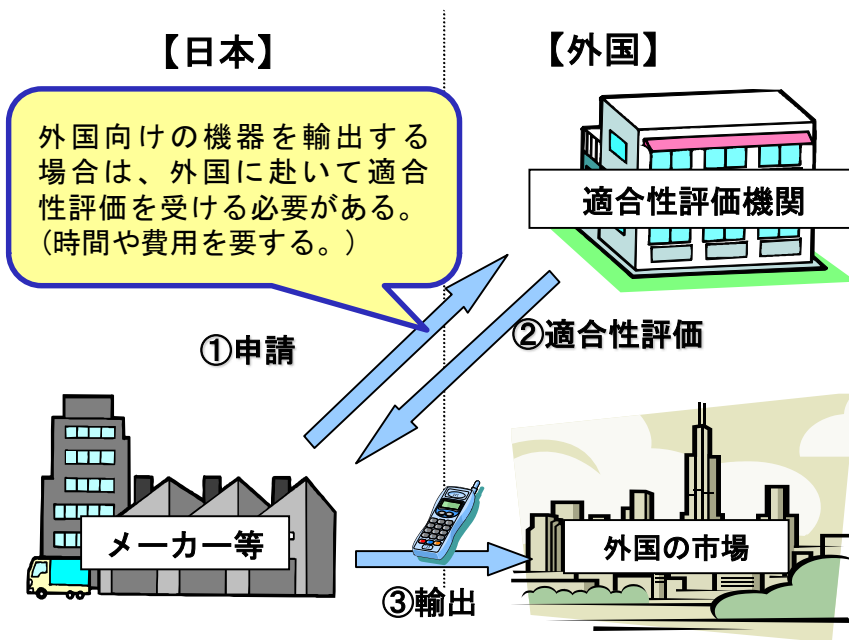 【日本】
【外国】
外国向けの機器を輸出する
場合は、外国に赴いて適合
性評価を受ける必要がある。
(時間や費用を要する。)
適合性評価機関
①申請
②適合性評価
メーカー等
外国の市場
③輸出